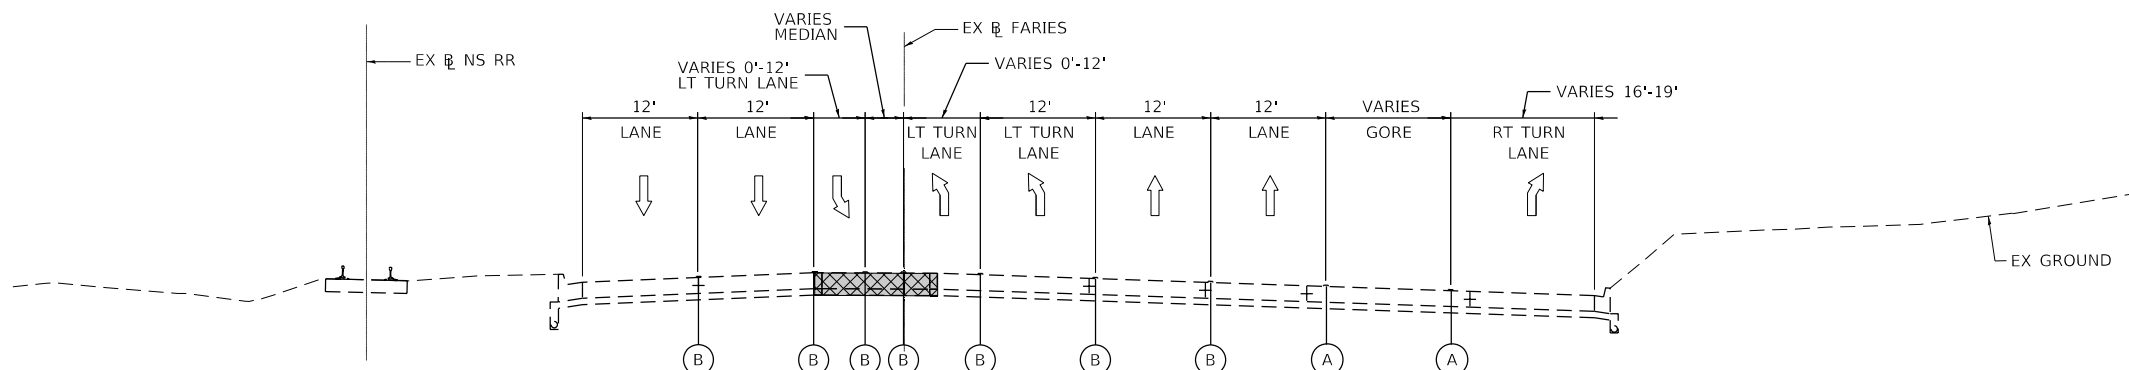 VARIES
MEDIAN
EX BL FARIES
EX BL NS RR
VARIES 0'-12'
LT TURN LANE
VARIES 0'-12'
VARIES 16'-19'
12'
LANE
12'
LANE
LT TURN
LANE
12'
LT TURN
LANE
12'
LANE
12'
LANE
VARIES
GORE
RT TURN
LANE
EX GROUND
B
B
B
B
B
B
B
A
A